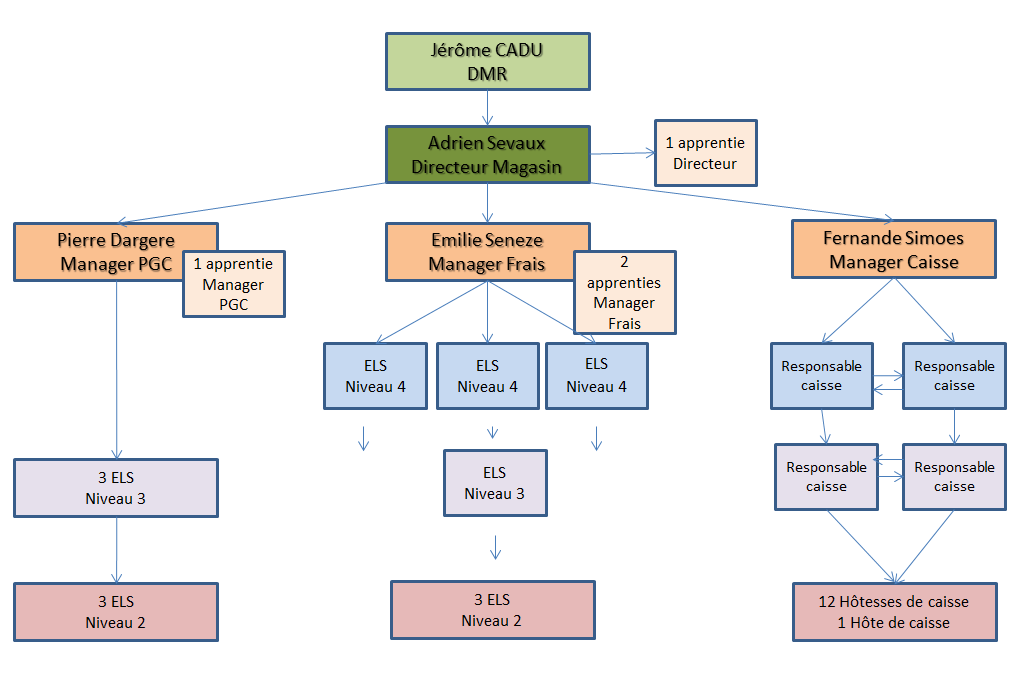 Jérôme CADU
DMR
Adrien Sevaux
Directeur Magasin
1 apprentie
Directeur
Pierre Dargere
Manager PGC
1 apprentie
Manager
PGC
Emilie Seneze
Manager Frais
2
apprenties
Manager
Frais
Fernande Simoes
Manager Caisse
ELS
Niveau 4
ELS
Niveau 4
ELS
Niveau 4
Responsable
caisse
Responsable
caisse
3 ELS
Niveau 3
ELS
Niveau 3
Responsable
caisse
Responsable
caisse
3 ELS
Niveau 2
3 ELS
Niveau 2
12 Hôtesses de caisse
1 Hôte de caisse